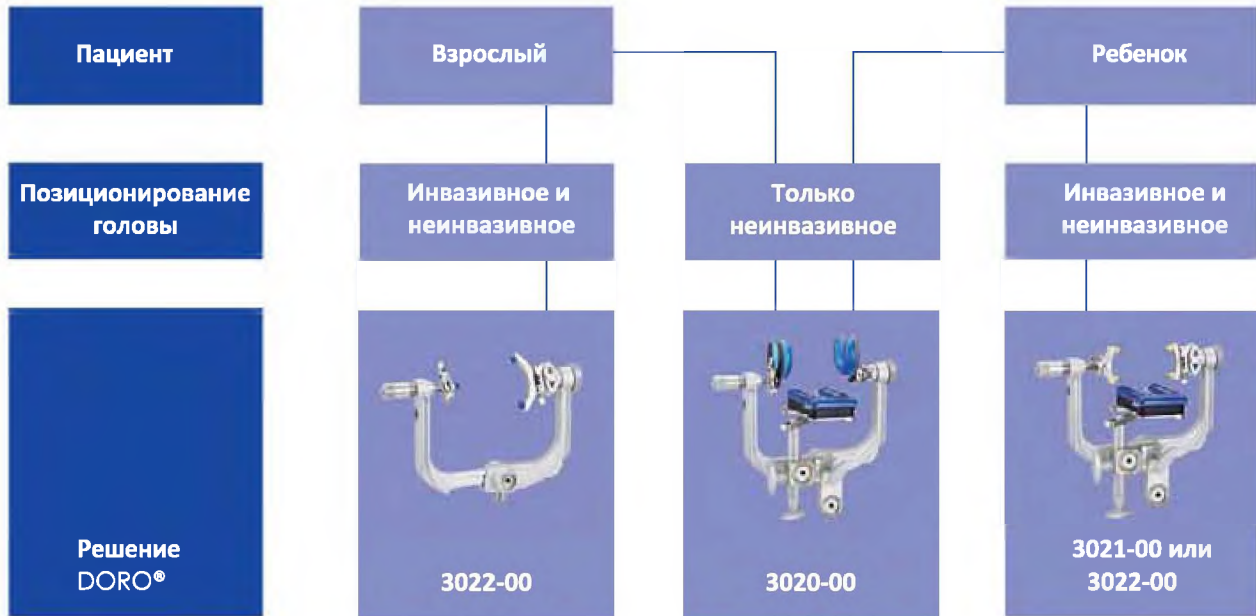 Пациент
Взрослый
Ребенок
Позиционирование
головы
Инвазивное и
неинвазивное
Только
неинвазивное
Инвазивное и
неинвазивное
Решение
DORO®
3022-00
3020-00
3021-00 или
3022-00